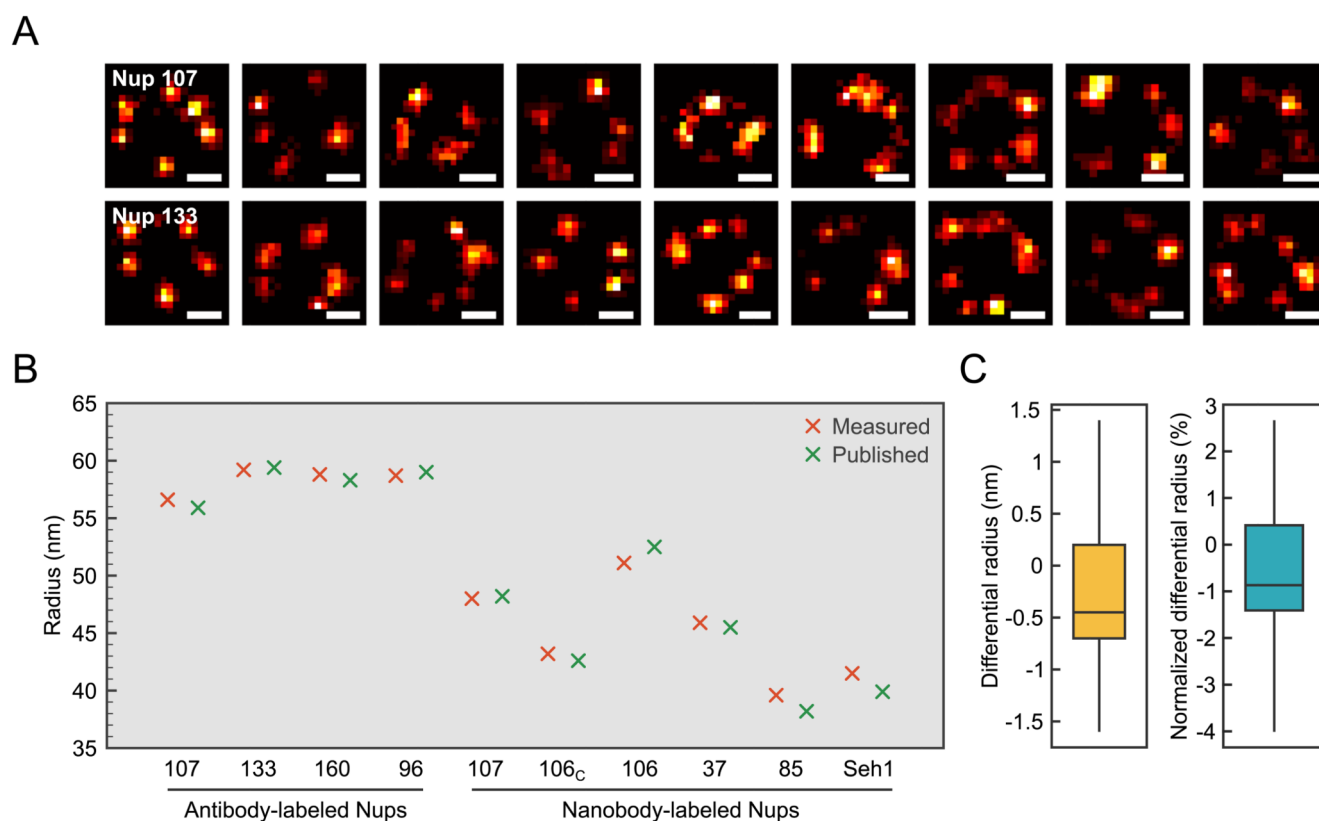 A
Nup 107
Nup 133
B
Radius (nm)
65
60
55
50
45
40
35
Measured
Published
107 133 160 96 107 106C 106 37 85 Seh1
Antibody-labeled Nups Nanobody-labeled Nups
C
Differential radius (nm)
1.5
1
0.5
0
-0.5
-1
-1.5
Normalized differential radius (%)
3
2
1
0
-1
-2
-3
-4